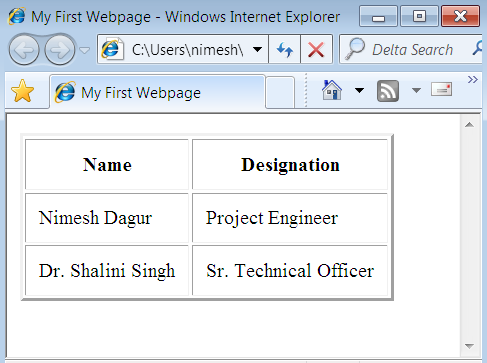 My First Webpage - Windows Internet Explorer
C:\Users\nimesh\ Delta Search
My First Webpage
Name Designation
Nimesh Dagur Project Engineer
Dr. Shalini Singh Sr. Technical Officer